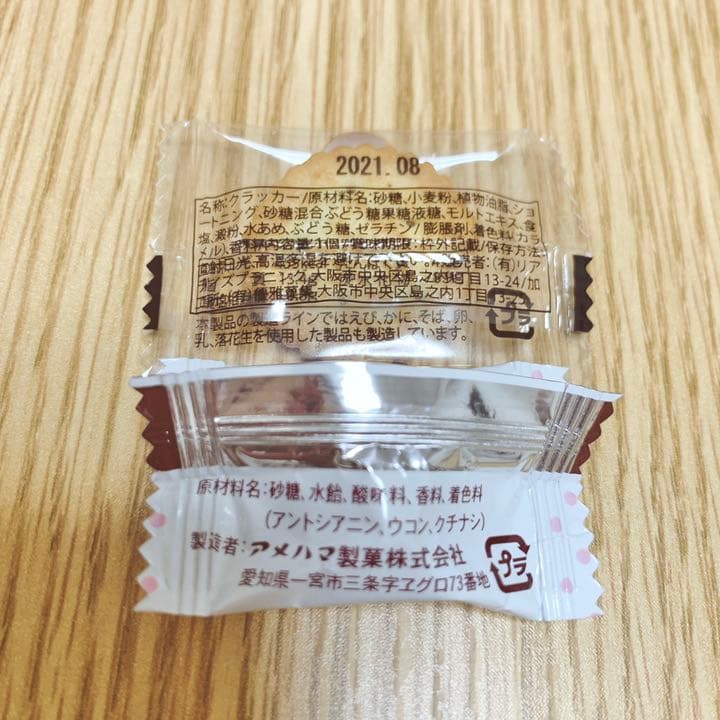 2021.08
名称:クラッカー/原材料名:砂糖、小麦粉、植物油脂、ショ
ートニング、砂糖混合ぶどう糖果糖液糖、モルトエキス、食
塩、澱粉、水あめ、ぶどう糖、ゼラチン/膨脹剤、着色料(カラ
メル)、香料/内容量:1個/賞味期限:枠外記載/保存方法:
直射日光、高温多湿を避けて 者:(有)リア
大阪市中央区島之内1丁目13-24/加
優雅 大阪市中央区島之内1丁目13-2
本製品の製造ラインではえび、かに、そば、卵、
乳、落花生を使用した製品も製造しています。
プラ
原材料名:砂糖、水飴、酸味料、香料、着色料
(アントシアニン、ウコン、クチナシ)
製造者:アメハマ製菓株式会社
愛知県一宮市三条字ヱグロ73番地
プラ